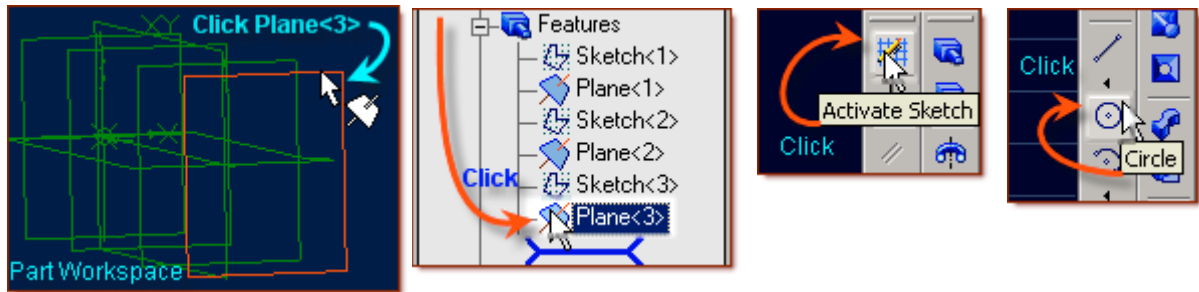 Click Plane<3>
Part Workspace
Features
Sketch<1>
Plane<1>
Sketch<2>
Plane<2>
Click
Sketch<3>
Plane<3>
Activate Sketch
Click
Click
Circle